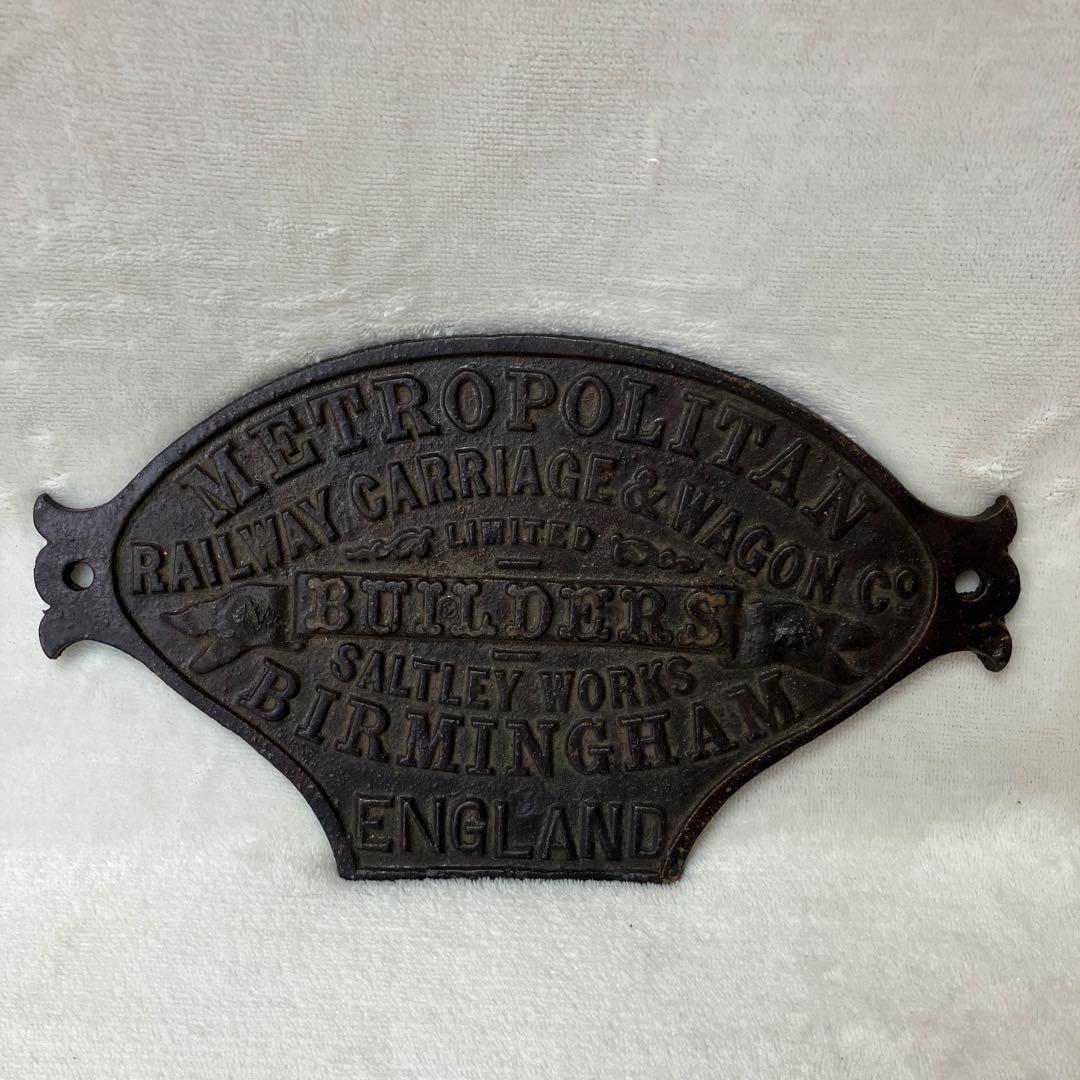 METROPOLITAN
RAILWAY CARRIAGE & WAGON Cº
LIMITED
BUILDERS
SALTLEY WORKS
BIRMINGHAM
ENGLAND